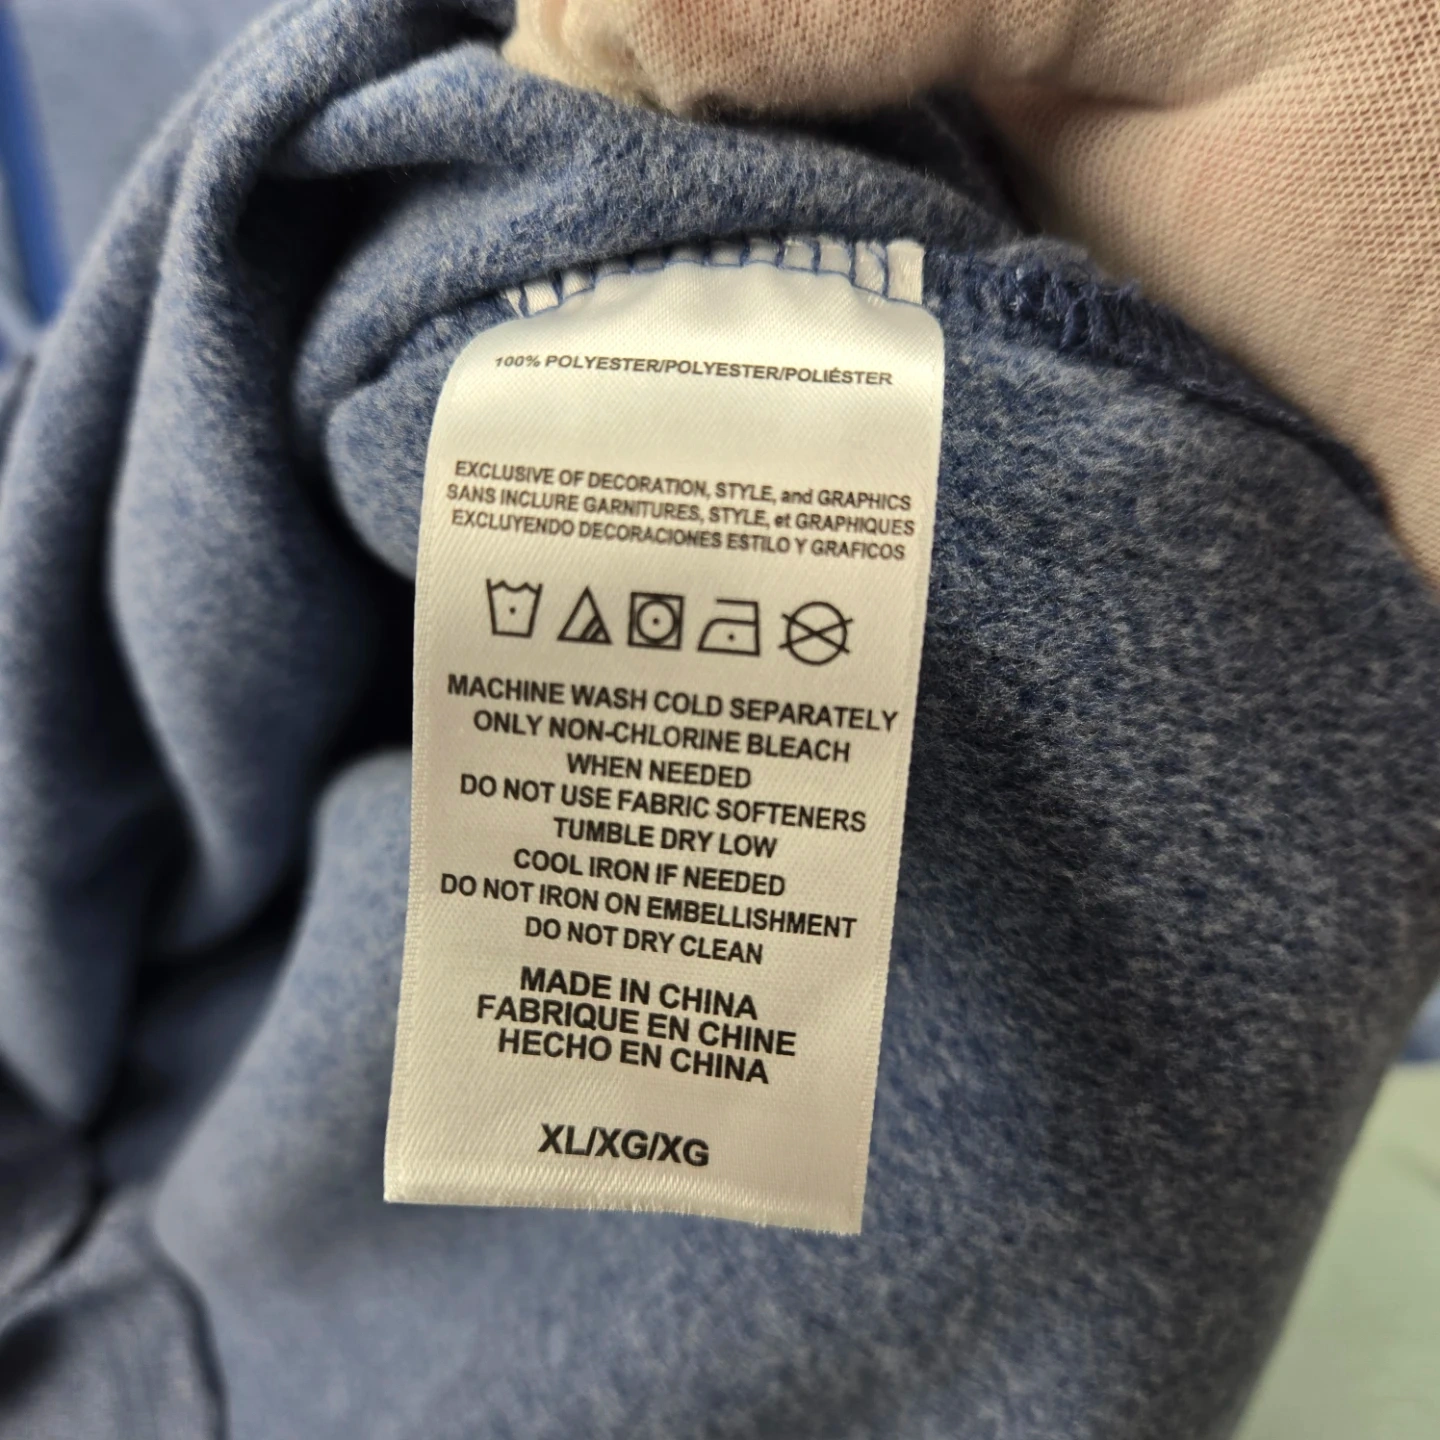 100% POLYESTER/POLYESTER/POLIÉSTER
EXCLUSIVE OF DECORATION, STYLE, and GRAPHICS
SANS INCLURE GARNITURES, STYLE, et GRAPHIQUES
EXCLUYENDO DECORACIONES ESTILO Y GRAFICOS
MACHINE WASH COLD SEPARATELY
ONLY NON-CHLORINE BLEACH
WHEN NEEDED
DO NOT USE FABRIC SOFTENERS
TUMBLE DRY LOW
COOL IRON IF NEEDED
DO NOT IRON ON EMBELLISHMENT
DO NOT DRY CLEAN
MADE IN CHINA
FABRIQUE EN CHINE
HECHO EN CHINA
XL/XG/XG